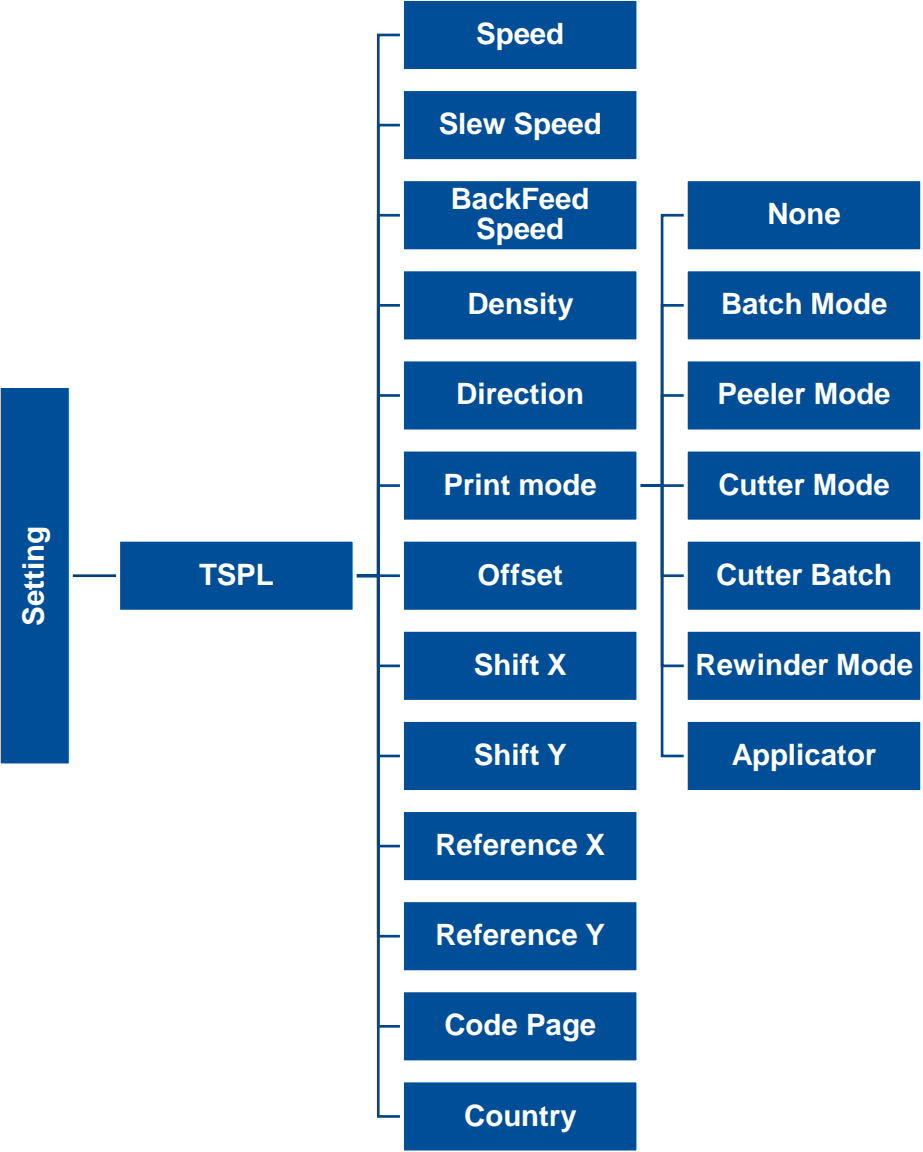 Setting
TSPL
Speed
Slew Speed
BackFeed
Speed
Density
Direction
Print mode
Offset
Shift X
Shift Y
Reference X
Reference Y
Code Page
Country
None
Batch Mode
Peeler Mode
Cutter Mode
Cutter Batch
Rewinder Mode
Applicator